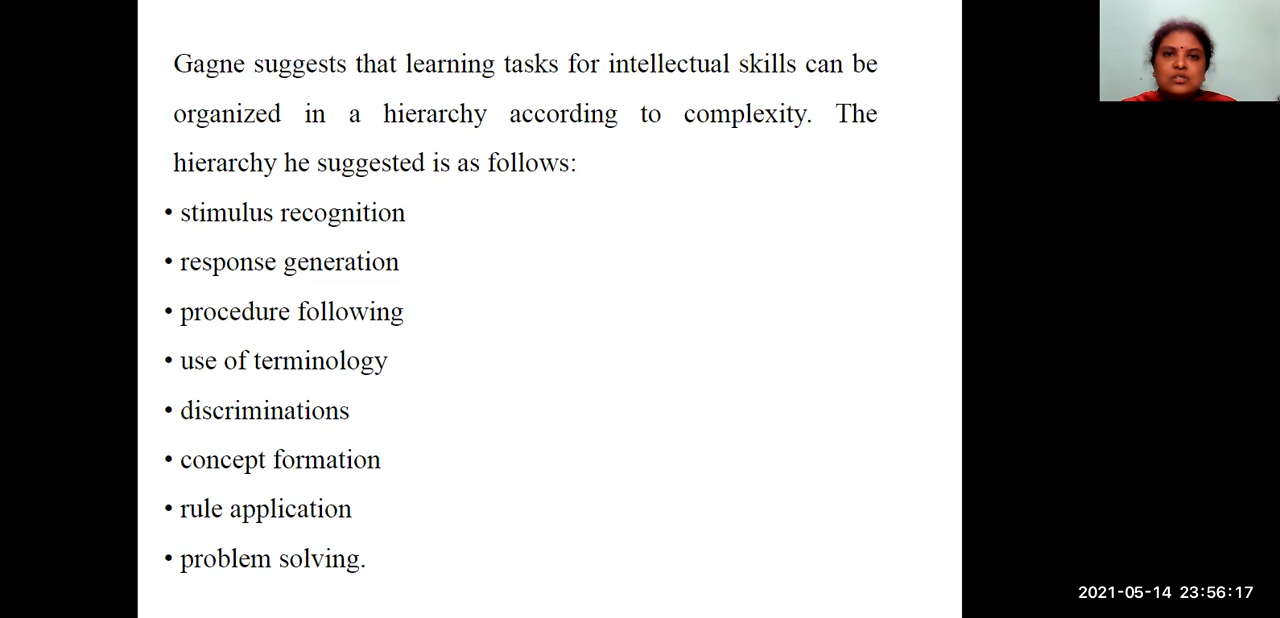 Gagne suggests that learning tasks for intellectual skills can be
organized in a hierarchy according to complexity. The
hierarchy he suggested is as follows:
• stimulus recognition
• response generation
• procedure following
• use of terminology
• discriminations
• concept formation
• rule application
• problem solving.
2021-05-14 23:56:17